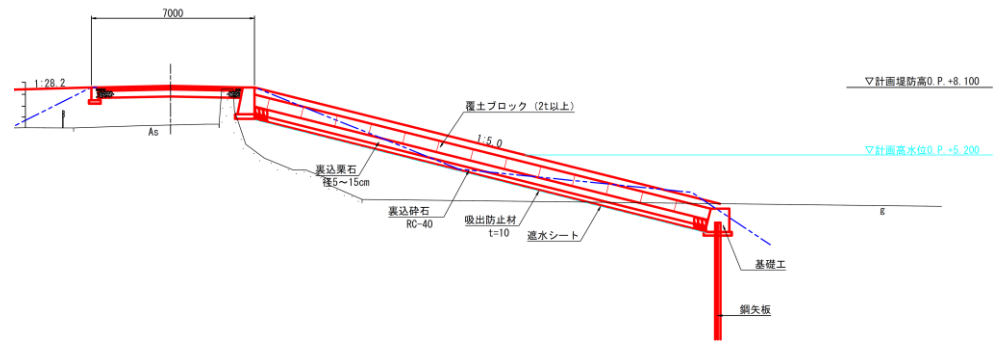 7000
1:28.2
▽計画堤防高O.P.+8.100
覆土ブロック（2t以上）
As
1:5.0
▽計画高水位O.P.+5.200
裏込栗石
径5〜15cm
裏込砕石
RC-40
吸出防止材
t=10
遮水シート
g
基礎工
鋼矢板